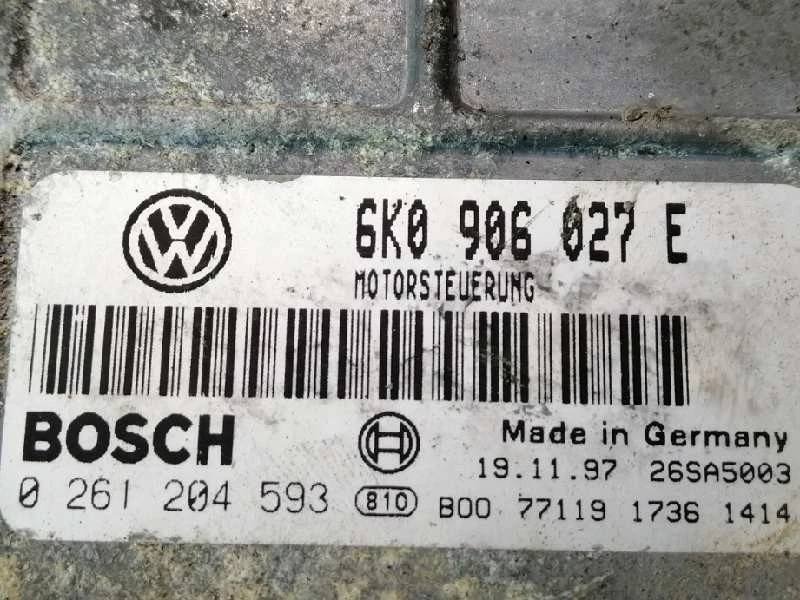 6K0 906 027 E
MOTORSTEUERUNG
BOSCH
Made in Germany
19.11.97 26SA5003
0 261 204 593 810 B00 77119 1736 1414